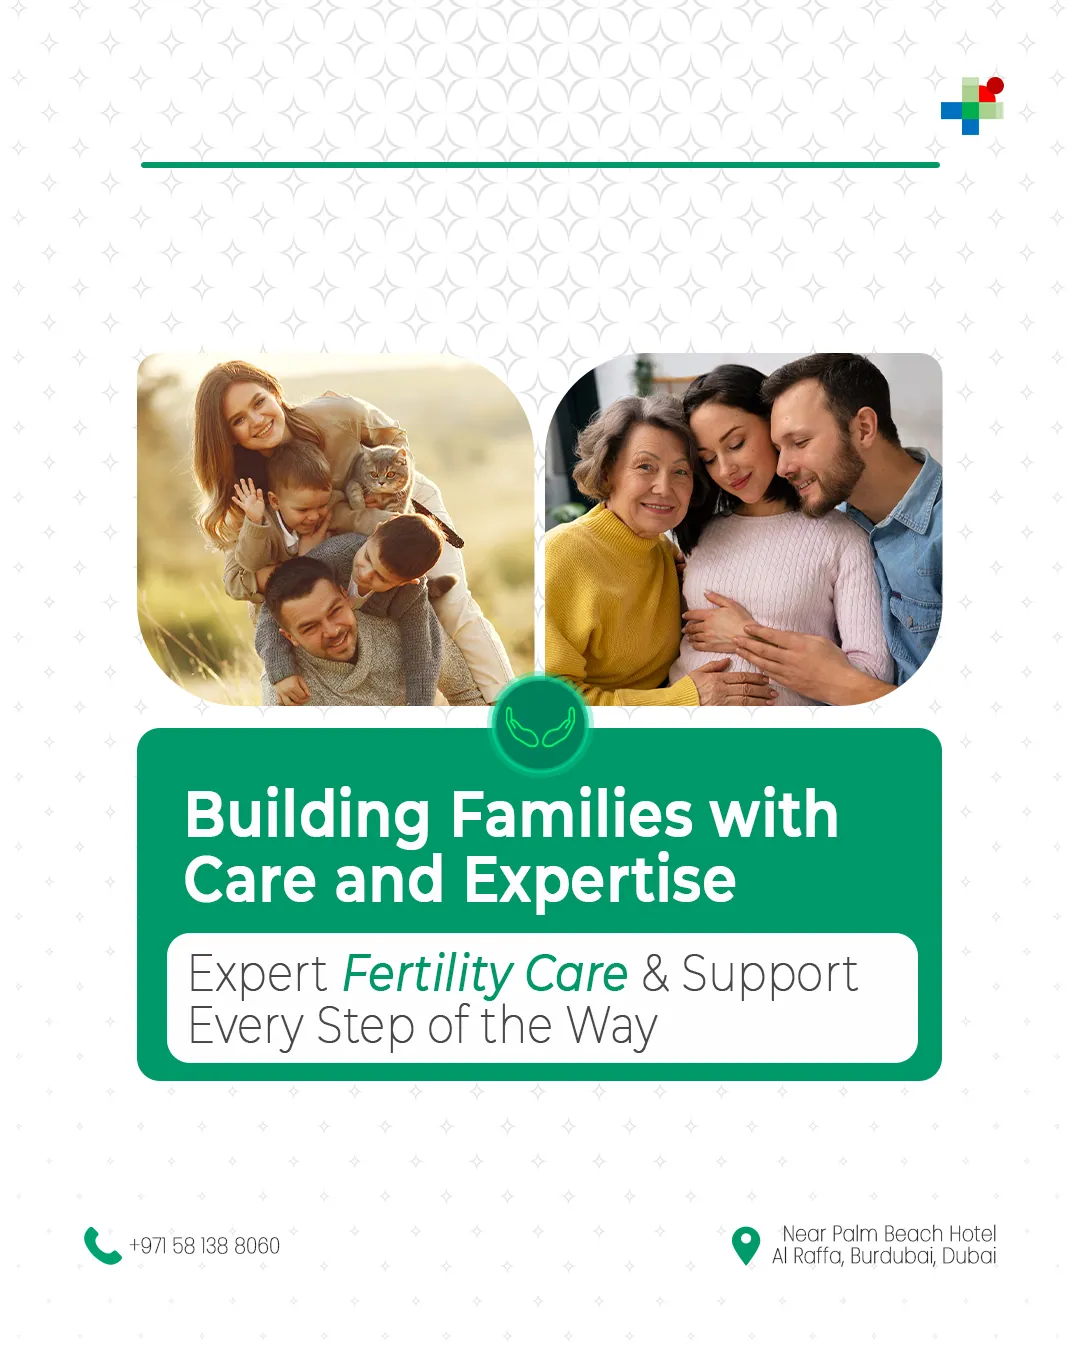 Building Families with
Care and Expertise
Expert Fertility Care & Support
Every Step of the Way
+971 58 138 8060
Near Palm Beach Hotel
Al Raffa, Burdubai, Dubai